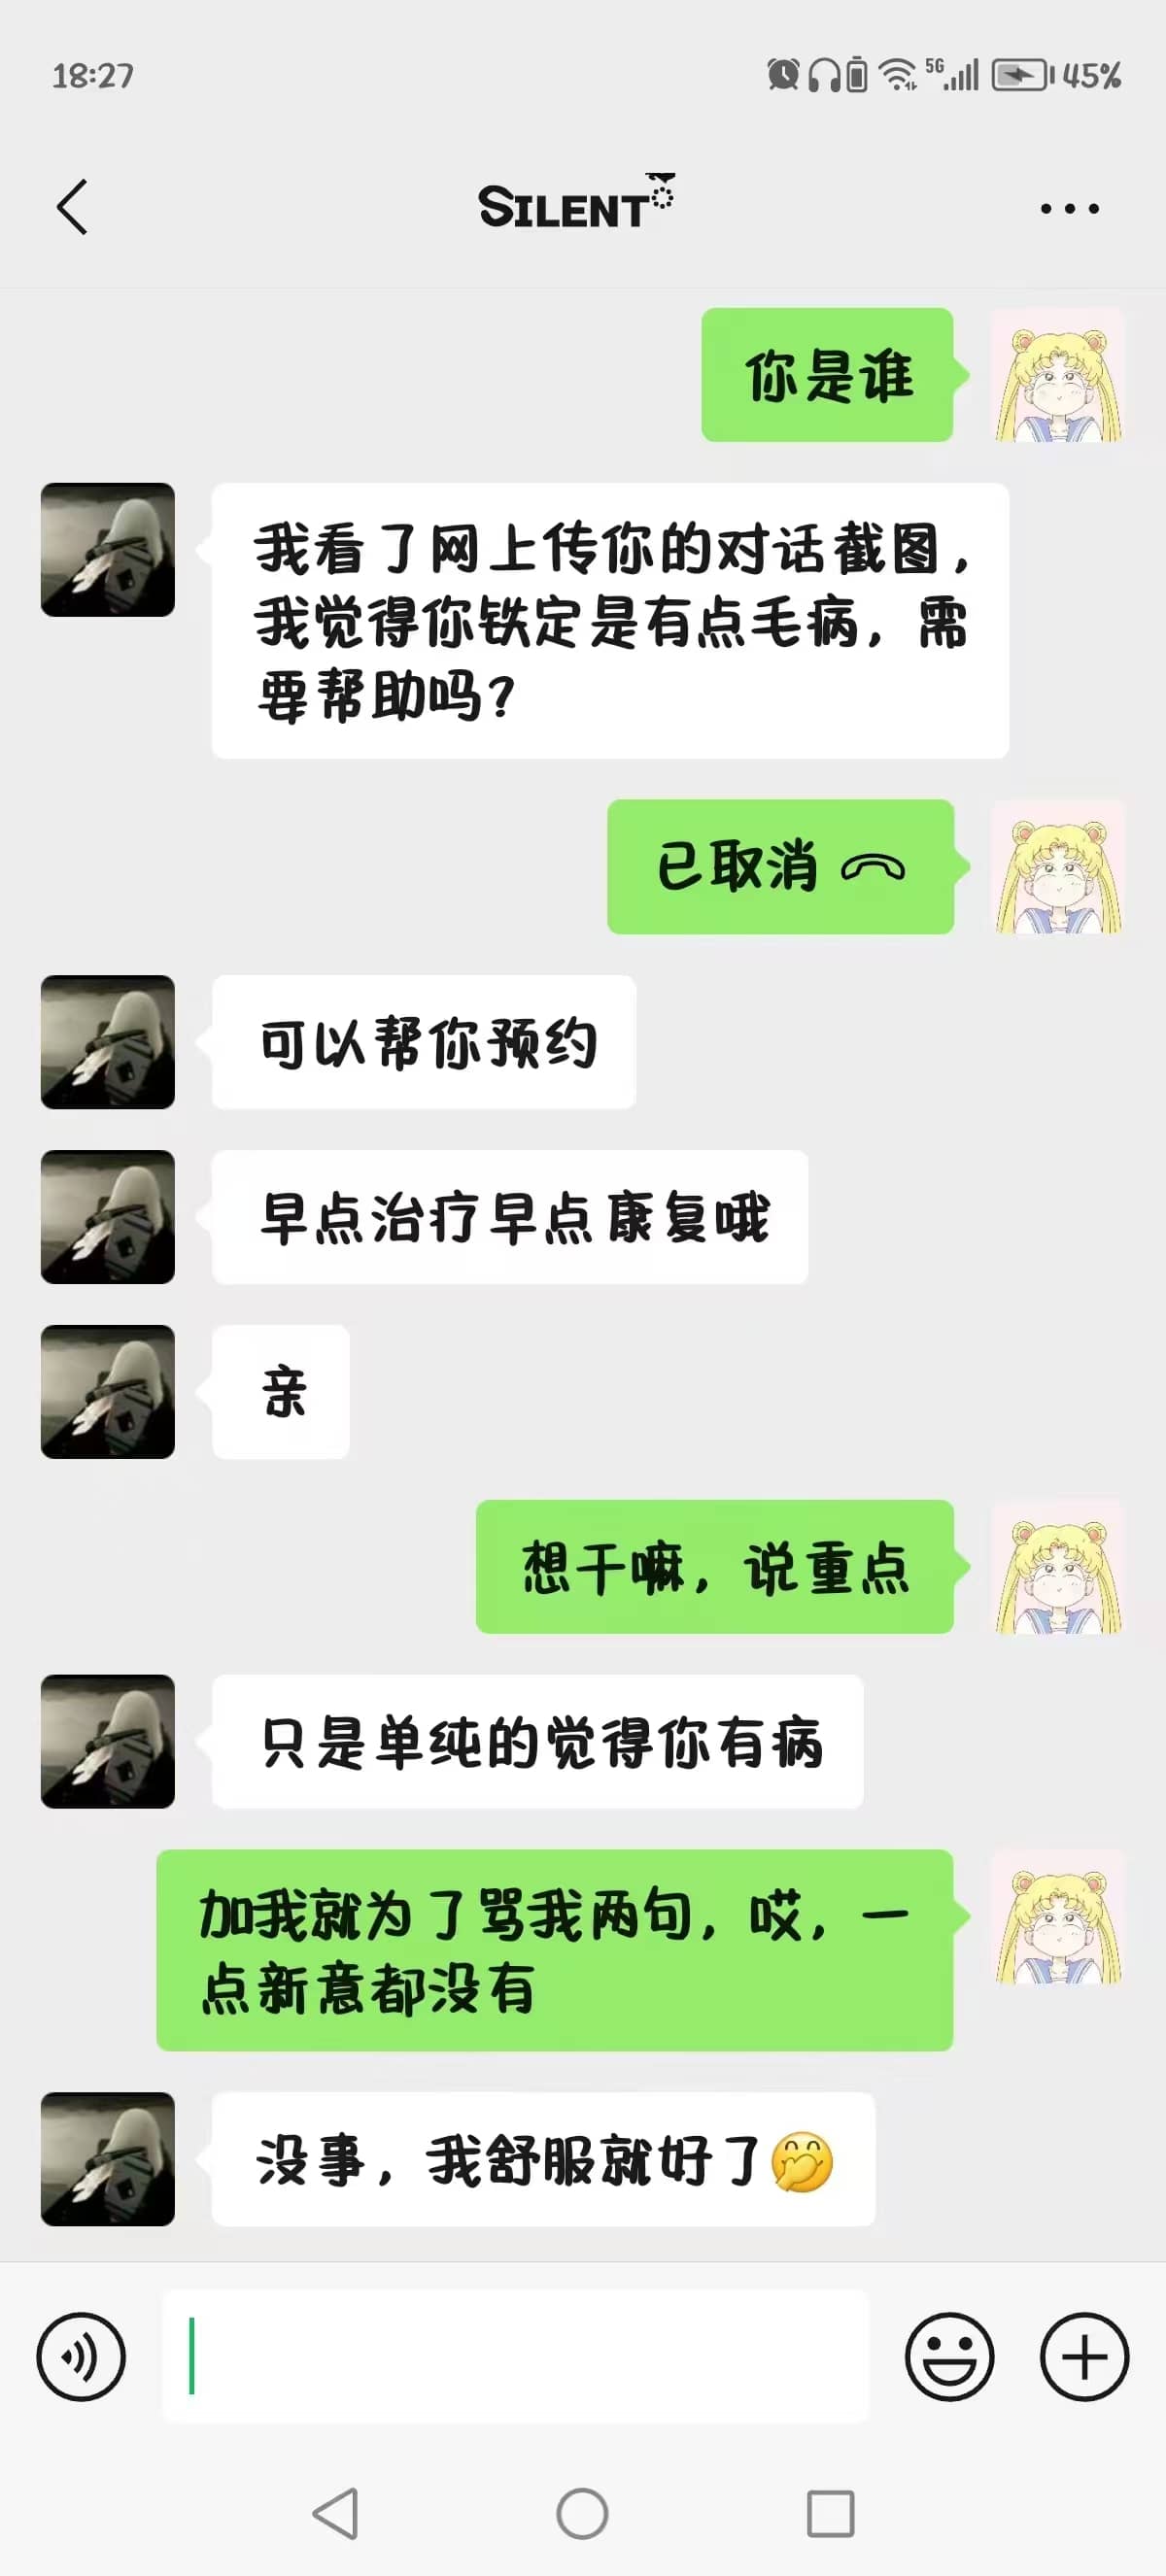 18:27
5G
45%
SILENT
你是谁
我看了网上传你的对话截图，
我觉得你铁定是有点毛病，需
要帮助吗？
已取消
可以帮你预约
早点治疗早点康复哦
亲
想干嘛，说重点
只是单纯的觉得你有病
加我就为了骂我两句，哎，一
点新意都没有
没事，我舒服就好了🤭